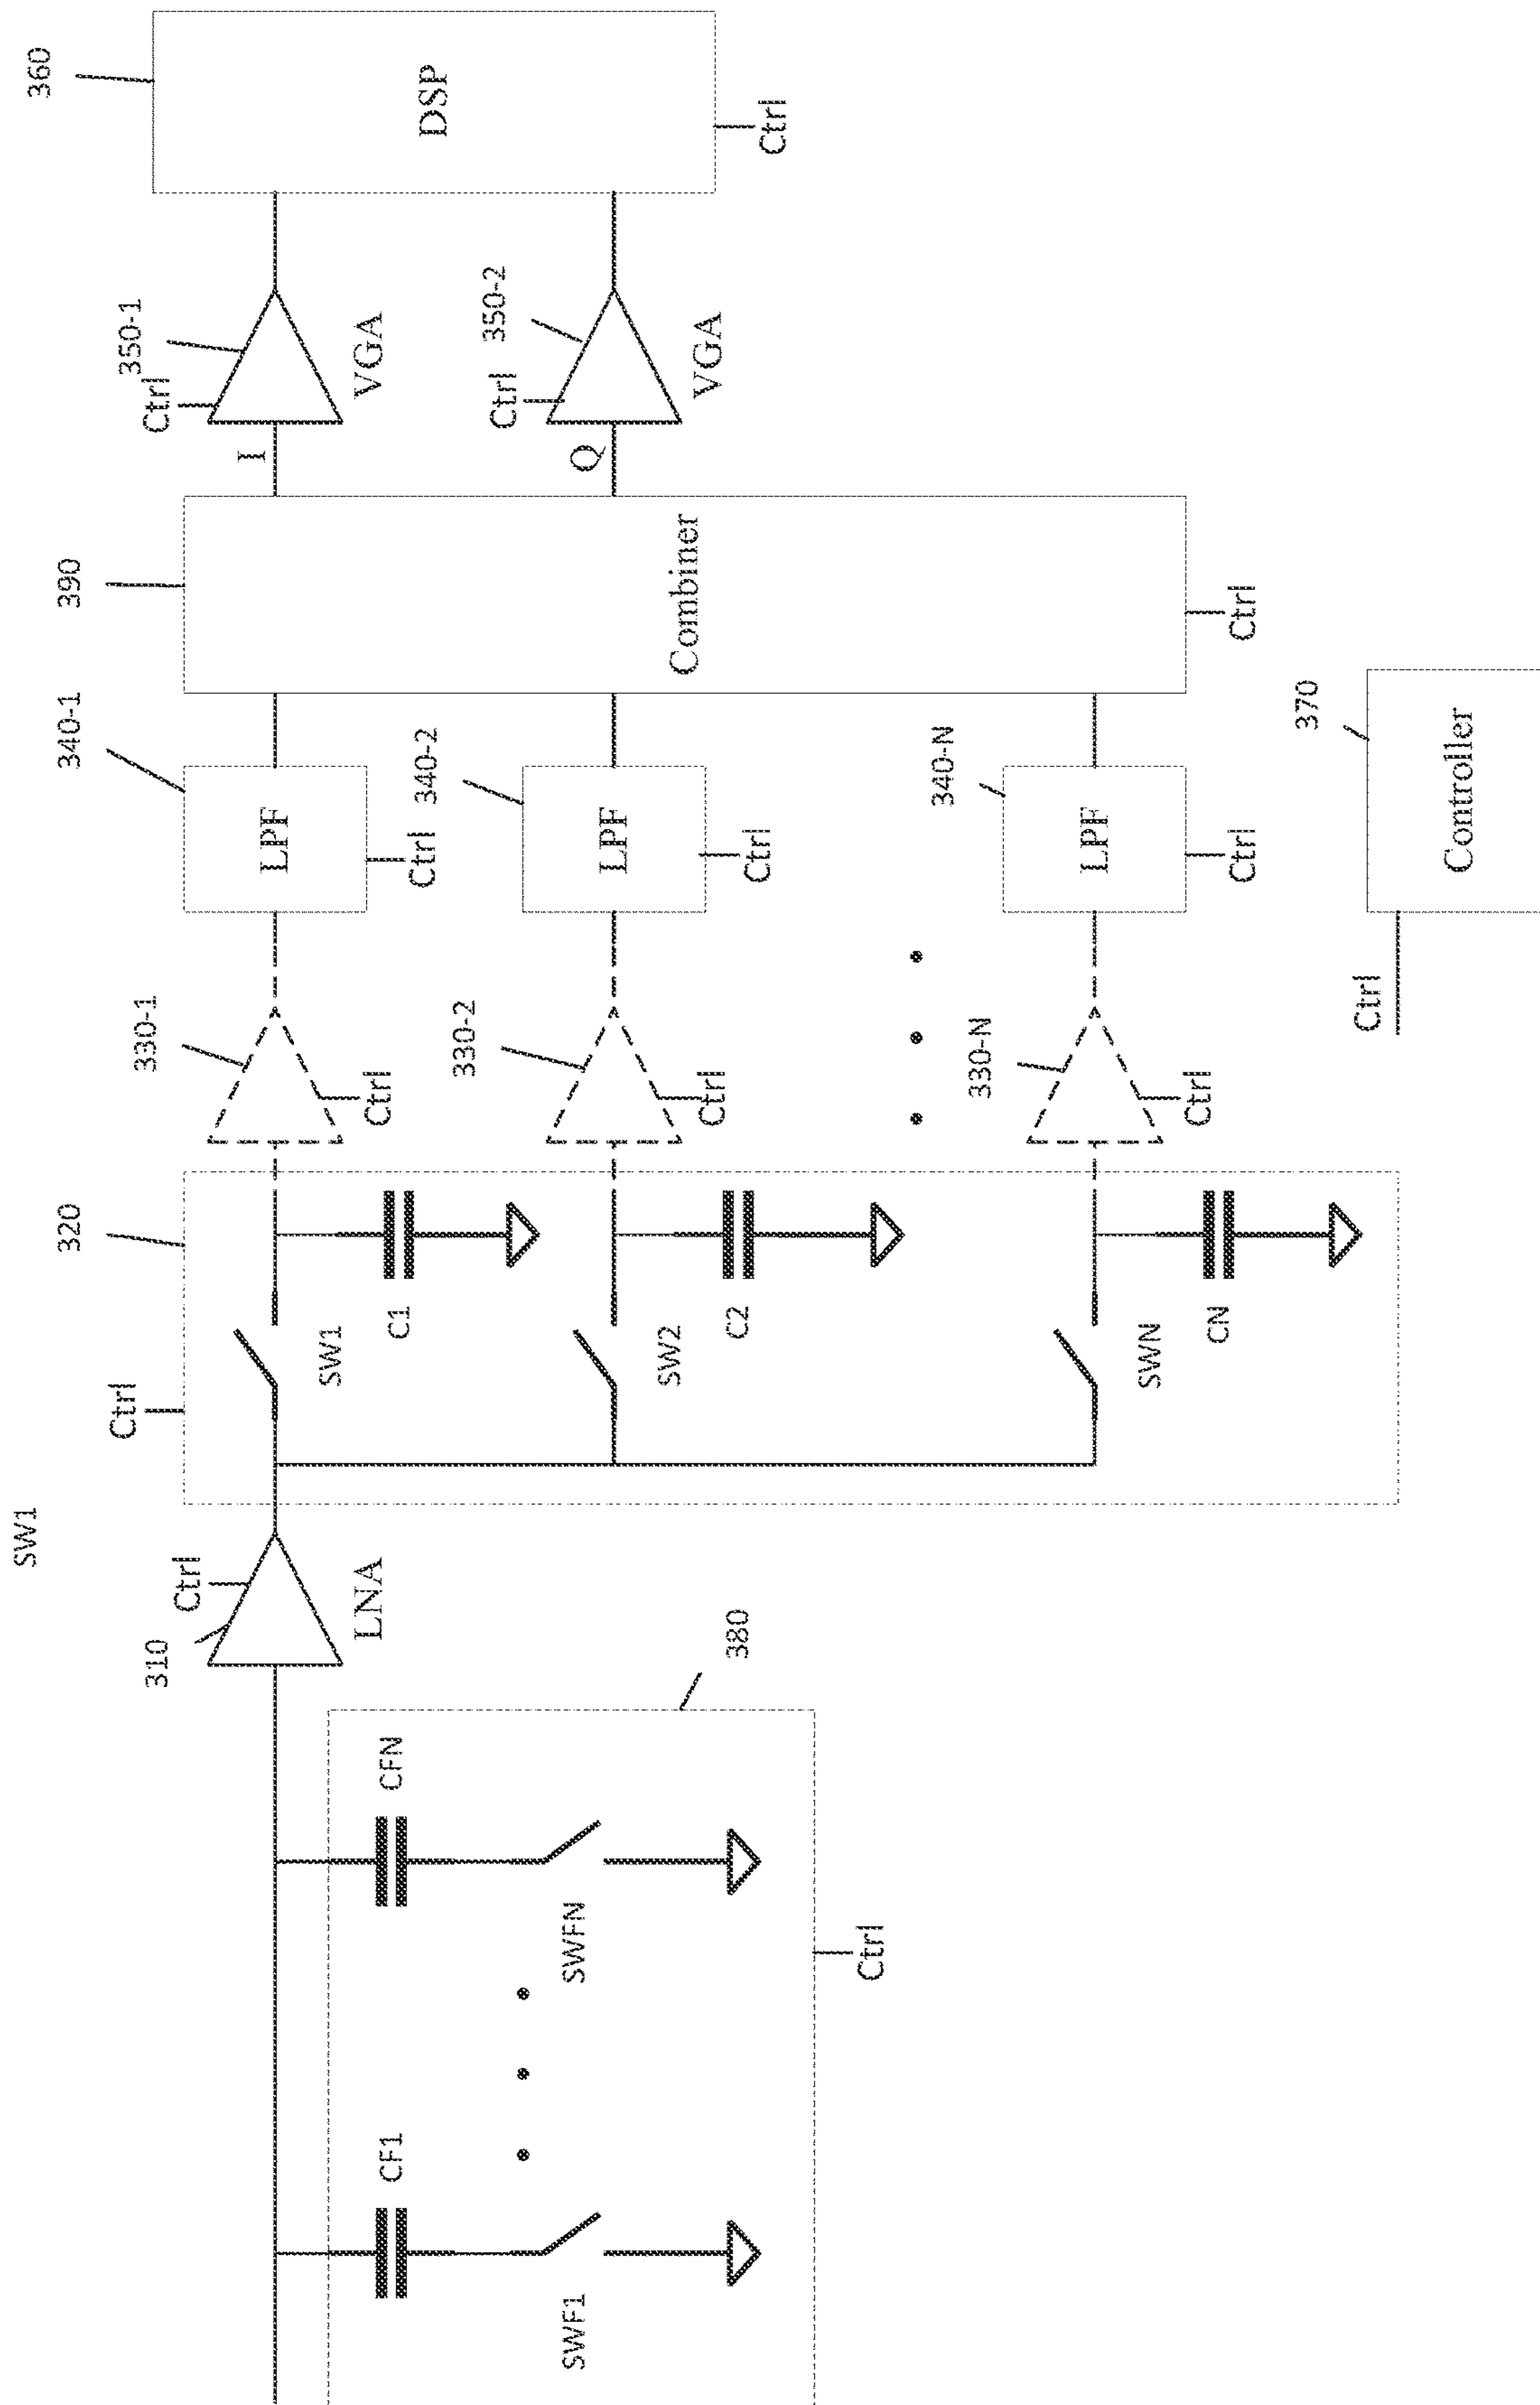 SW1
310
Ctrl
LNA
CF1
SWF1
CFN
SWFN
380
Ctrl
320
Ctrl
SW1
C1
SW2
C2
SWN
CN
330-1
Ctrl
330-2
Ctrl
330-N
Ctrl
340-1
LPF
Ctrl
340-2
LPF
Ctrl
340-N
LPF
Ctrl
390
Combiner
Ctrl
I
Q
350-1
Ctrl
VGA
350-2
Ctrl
VGA
360
DSP
Ctrl
370
Controller
Ctrl